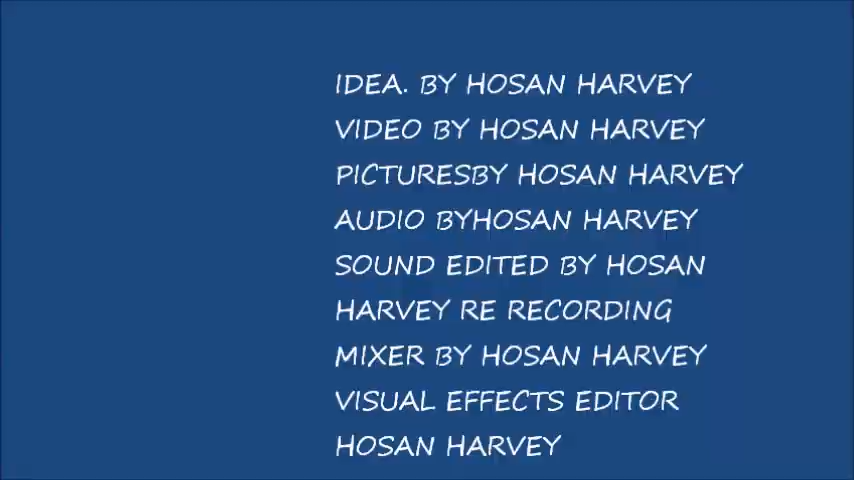 IDEA. BY HOSAN HARVEY
VIDEO BY HOSAN HARVEY
PICTURESBY HOSAN HARVEY
AUDIO BYHOSAN HARVEY
SOUND EDITED BY HOSAN
HARVEY RE RECORDING
MIXER BY HOSAN HARVEY
VISUAL EFFECTS EDITOR
HOSAN HARVEY